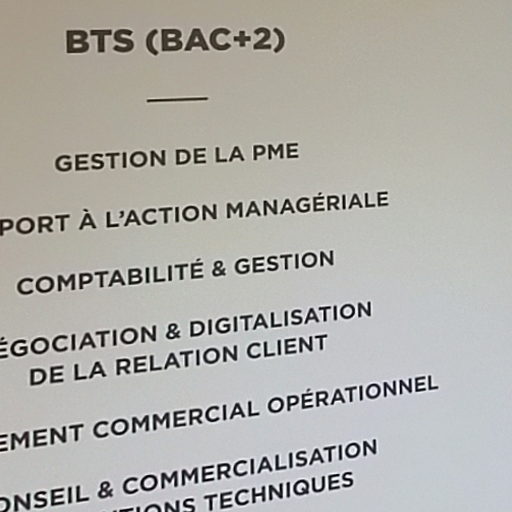 BTS (BAC+2)
GESTION DE LA PME
PORT À L'ACTION MANAGÉRIALE
COMPTABILITÉ & GESTION
ÉGOCIATION & DIGITALISATION
DE LA RELATION CLIENT
EMENT COMMERCIAL OPÉRATIONNEL
ONSEIL & COMMERCIALISATION
TIONS TECHNIQUES